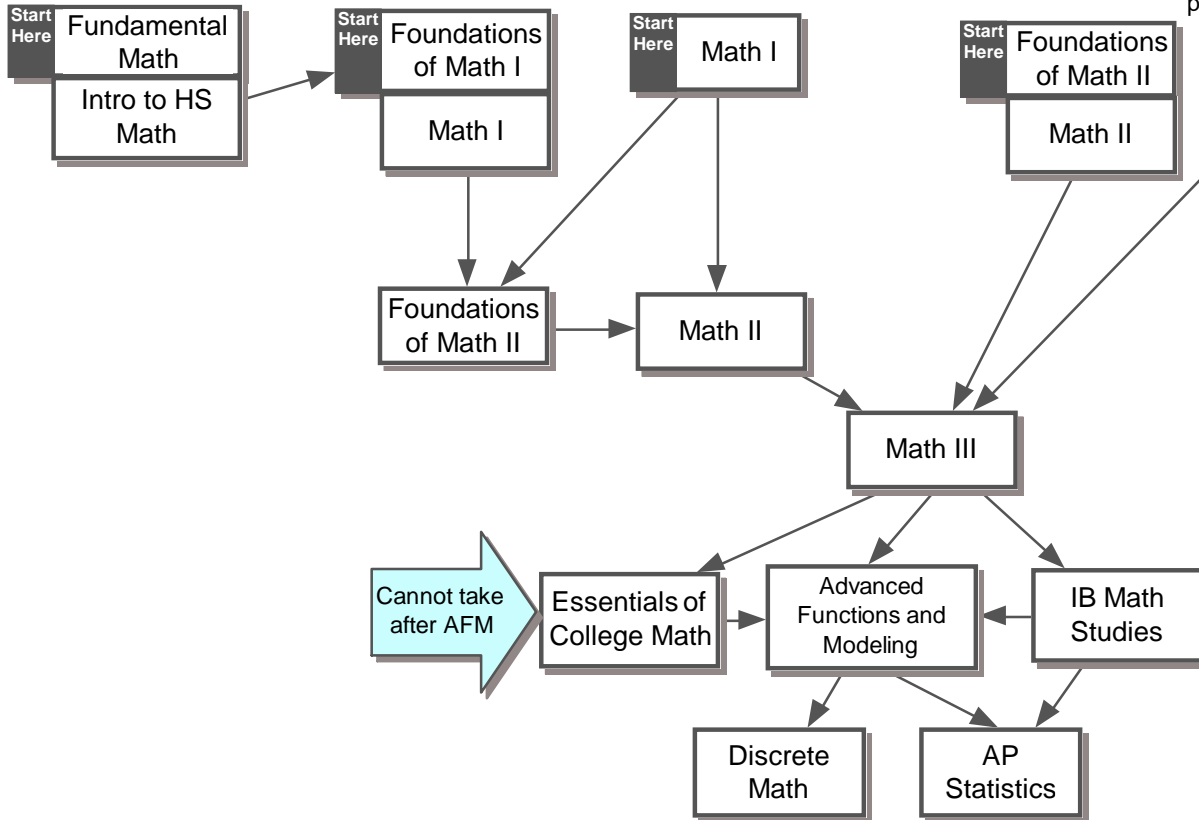 Start
Here
Fundamental
Math
Intro to HS
Math
Start
Here
Foundations
of Math I
Math I
Start
Here
Math I
Start
Here
Foundations
of Math II
Math II
p
Foundations
of Math II
Math II
Math III
Cannot take
after AFM
Essentials of
College Math
Advanced
Functions and
Modeling
IB Math
Studies
Discrete
Math
AP
Statistics